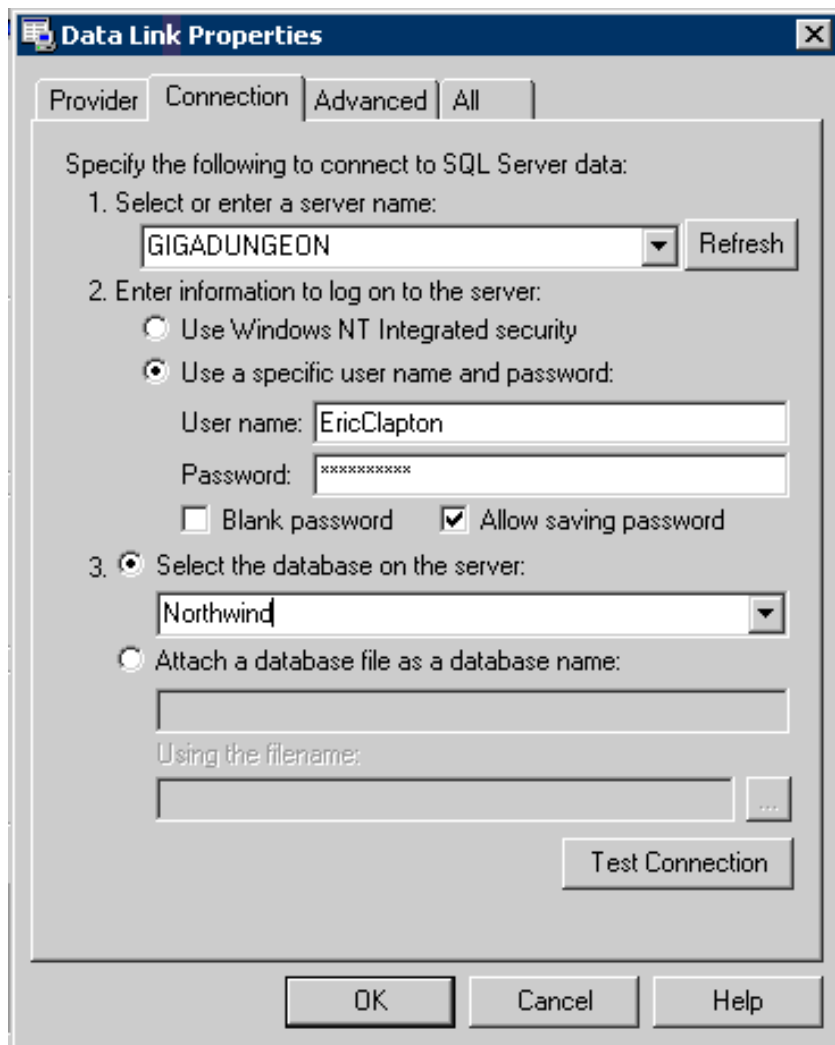 Data Link Properties
Provider Connection Advanced All
Specify the following to connect to SQL Server data:
1. Select or enter a server name:
GIGADUNGEON Refresh
2. Enter information to log on to the server:
Use Windows NT Integrated security
Use a specific user name and password:
User name: EricClapton
Password: **********
Blank password Allow saving password
3. Select the database on the server:
Northwind
Attach a database file as a database name:
Using the filename:
...
Test Connection
OK Cancel Help